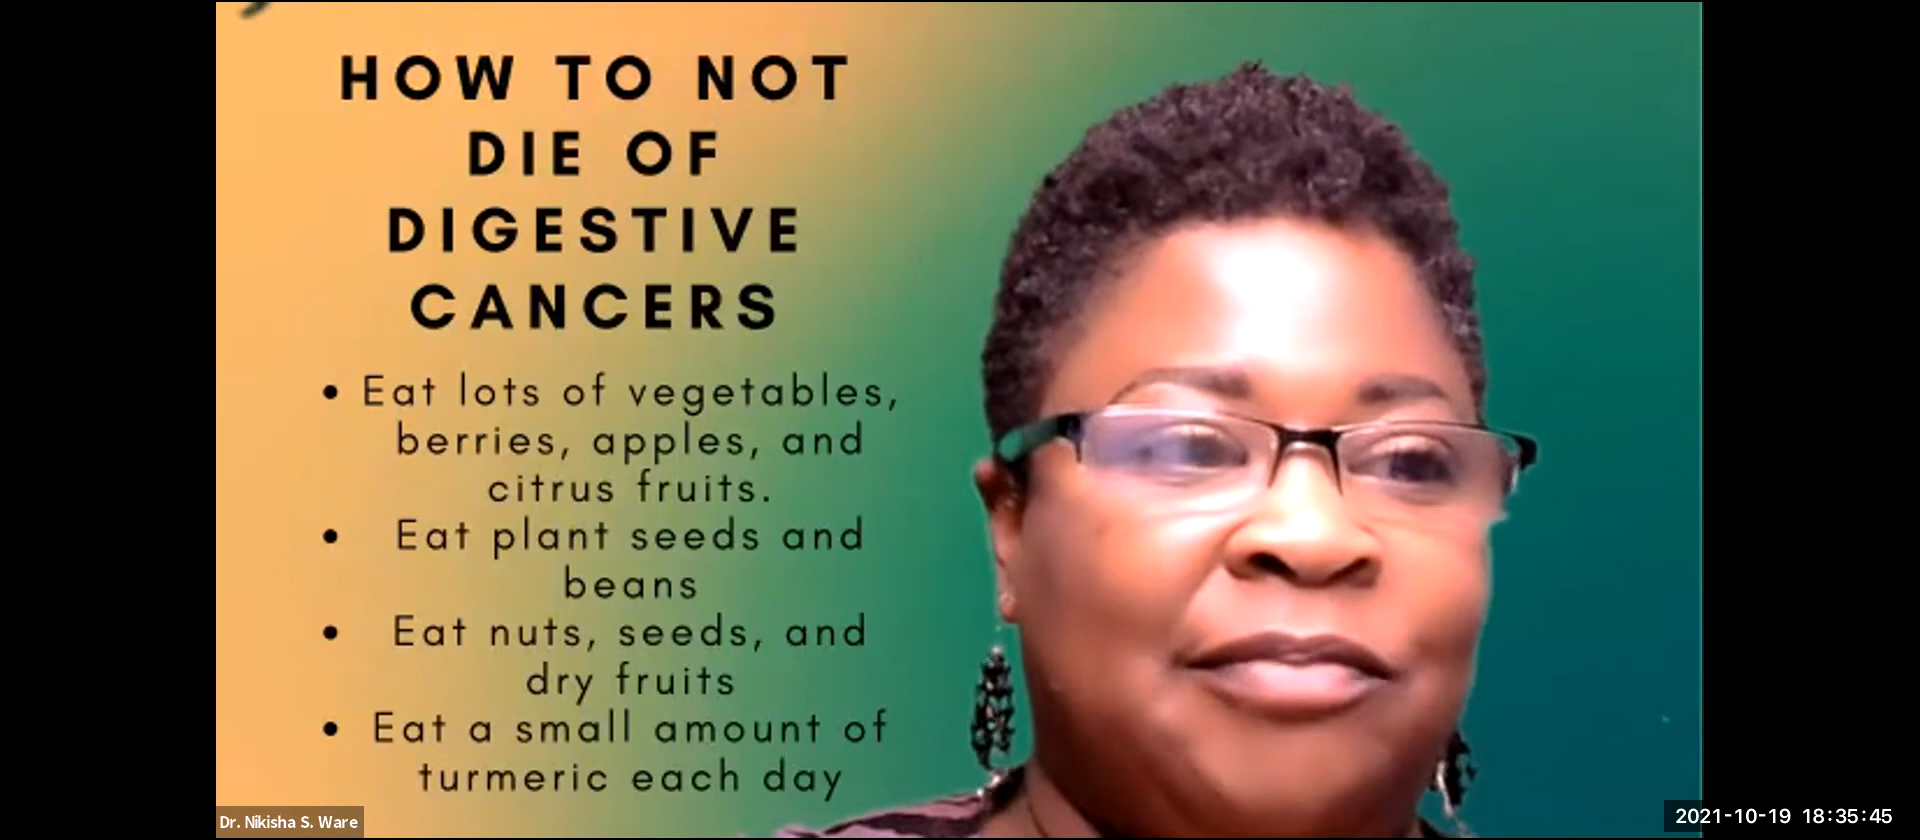 HOW TO NOT
DIE OF
DIGESTIVE
CANCERS
• Eat lots of vegetables,
berries, apples, and
citrus fruits.
• Eat plant seeds and
beans
• Eat nuts, seeds, and
dry fruits
• Eat a small amount of
turmeric each day
Dr. Nikisha S. Ware
2021-10-19 18:35:45